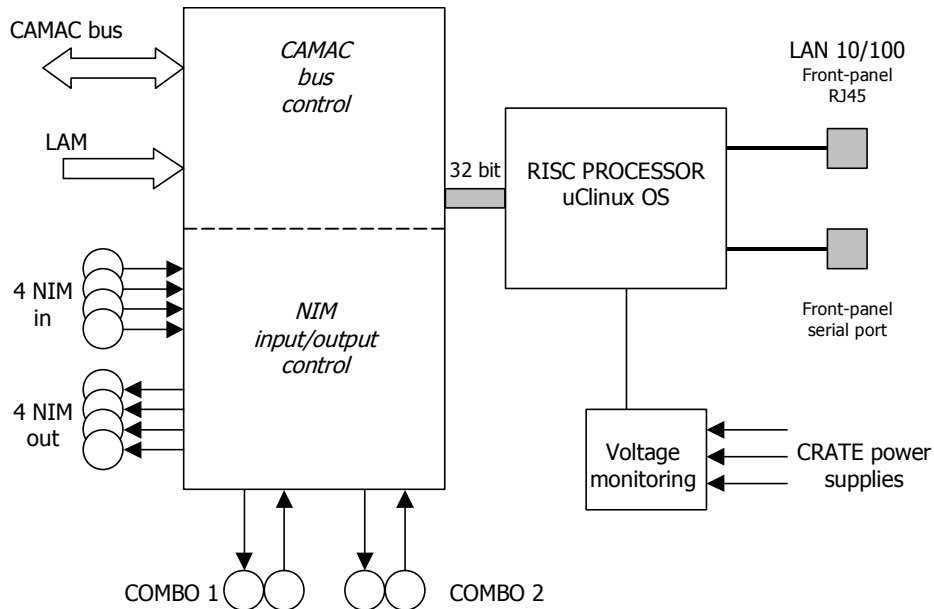 CAMAC bus
LAM
4 NIM
in
4 NIM
out
CAMAC
bus
control
NIM
input/output
control
COMBO 1
COMBO 2
32 bit
RISC PROCESSOR
uClinux OS
LAN 10/100
Front-panel
RJ45
Front-panel
serial port
Voltage
monitoring
CRATE power
supplies